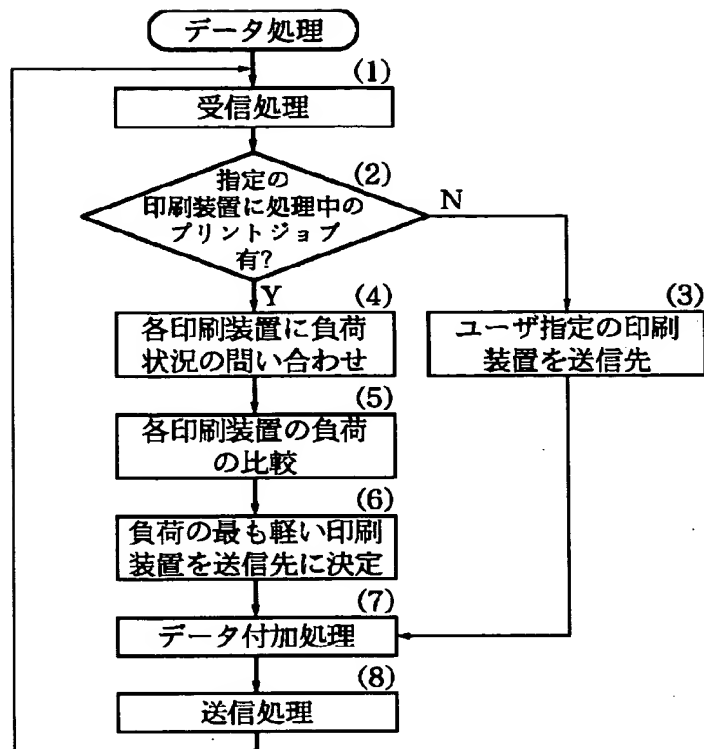 データ処理
(1)
受信処理
(2)
指定の
印刷装置に処理中の
プリントジョブ
有?
N
Y
(3)
ユーザ指定の印刷
装置を送信先
(4)
各印刷装置に負荷
状況の問い合わせ
(5)
各印刷装置の負荷
の比較
(6)
負荷の最も軽い印刷
装置を送信先に決定
(7)
データ付加処理
(8)
送信処理